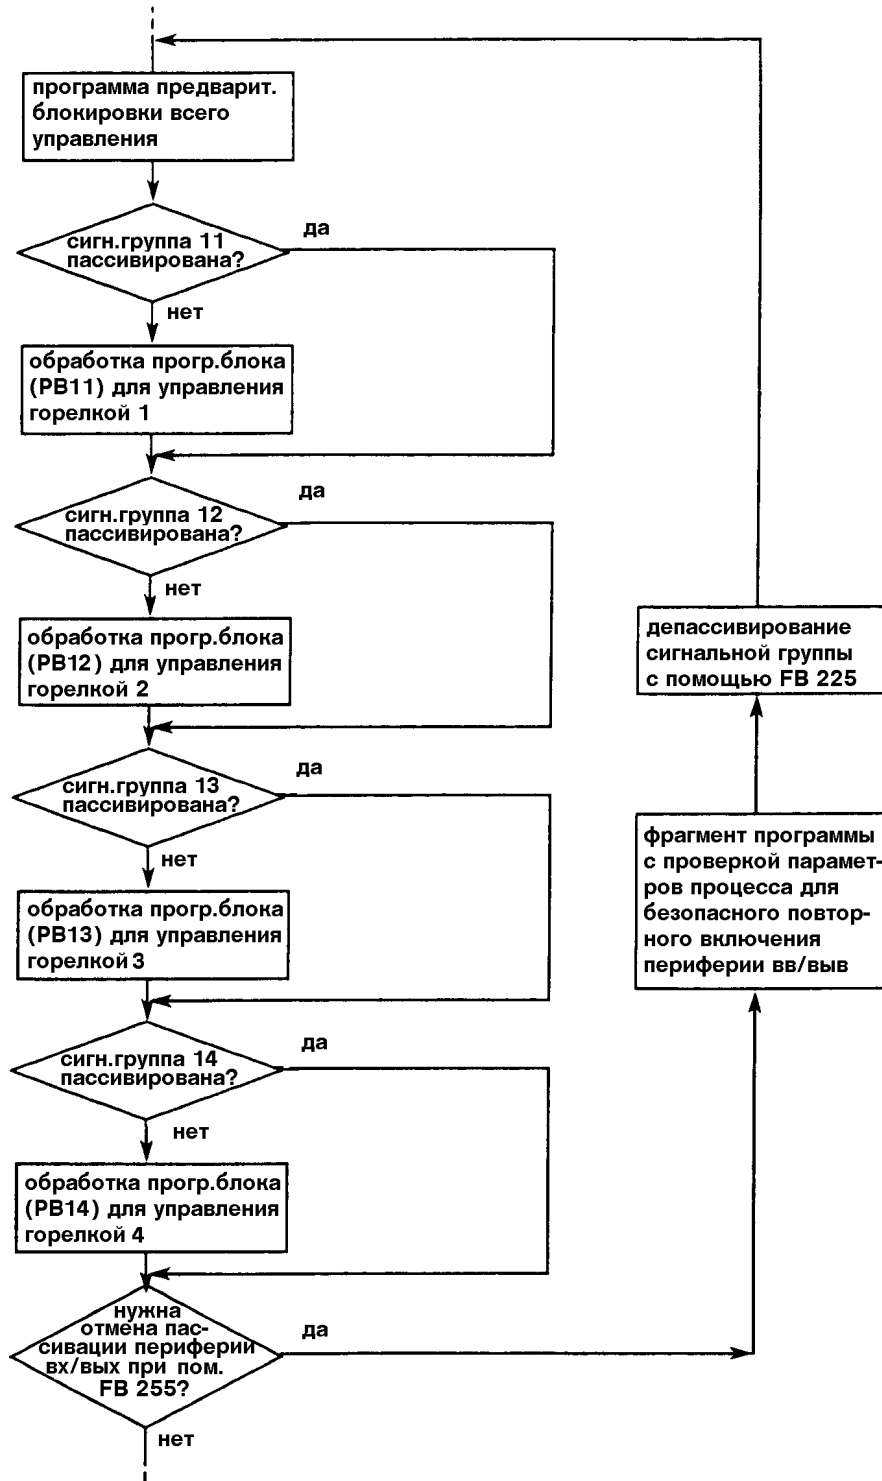 программа предварит.
блокировки всего
управления
сигн.группа 11
пассивирована?
да
нет
обработка прогр.блока
(PB11) для управления
горелкой 1
сигн.группа 12
пассивирована?
да
нет
обработка прогр.блока
(PB12) для управления
горелкой 2
сигн.группа 13
пассивирована?
да
нет
обработка прогр.блока
(PB13) для управления
горелкой 3
сигн.группа 14
пассивирована?
да
нет
обработка прогр.блока
(PB14) для управления
горелкой 4
нужна
отмена пас-
сивации периферии
вх/вых при пом.
FB 255?
да
нет
депассивирование
сигнальной группы
с помощью FB 225
фрагмент программы
с проверкой парамет-
ров процесса для
безопасного повтор-
ного включения
периферии вв/выв